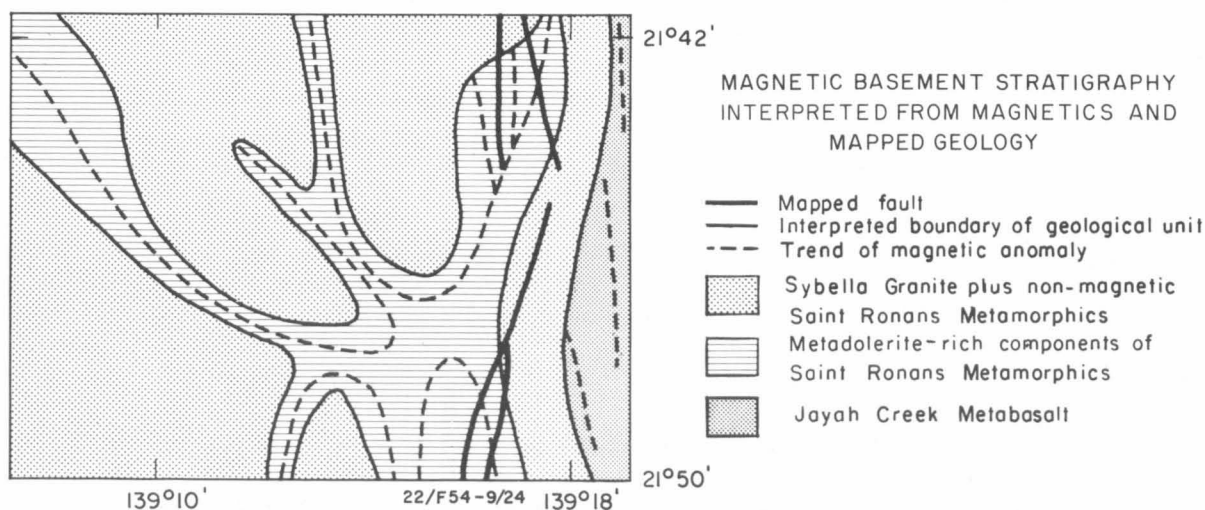 21°42'
MAGNETIC BASEMENT STRATIGRAPHY
INTERPRETED FROM MAGNETICS AND
MAPPED GEOLOGY
Mapped fault
Interpreted boundary of geological unit
Trend of magnetic anomaly
Sybella Granite plus non-magnetic
Saint Ronans Metamorphics
Metadolerite-rich components of
Saint Ronans Metamorphics
Jayah Creek Metabasalt
21°50'
139°10'
22/F54-9/24
139°18'